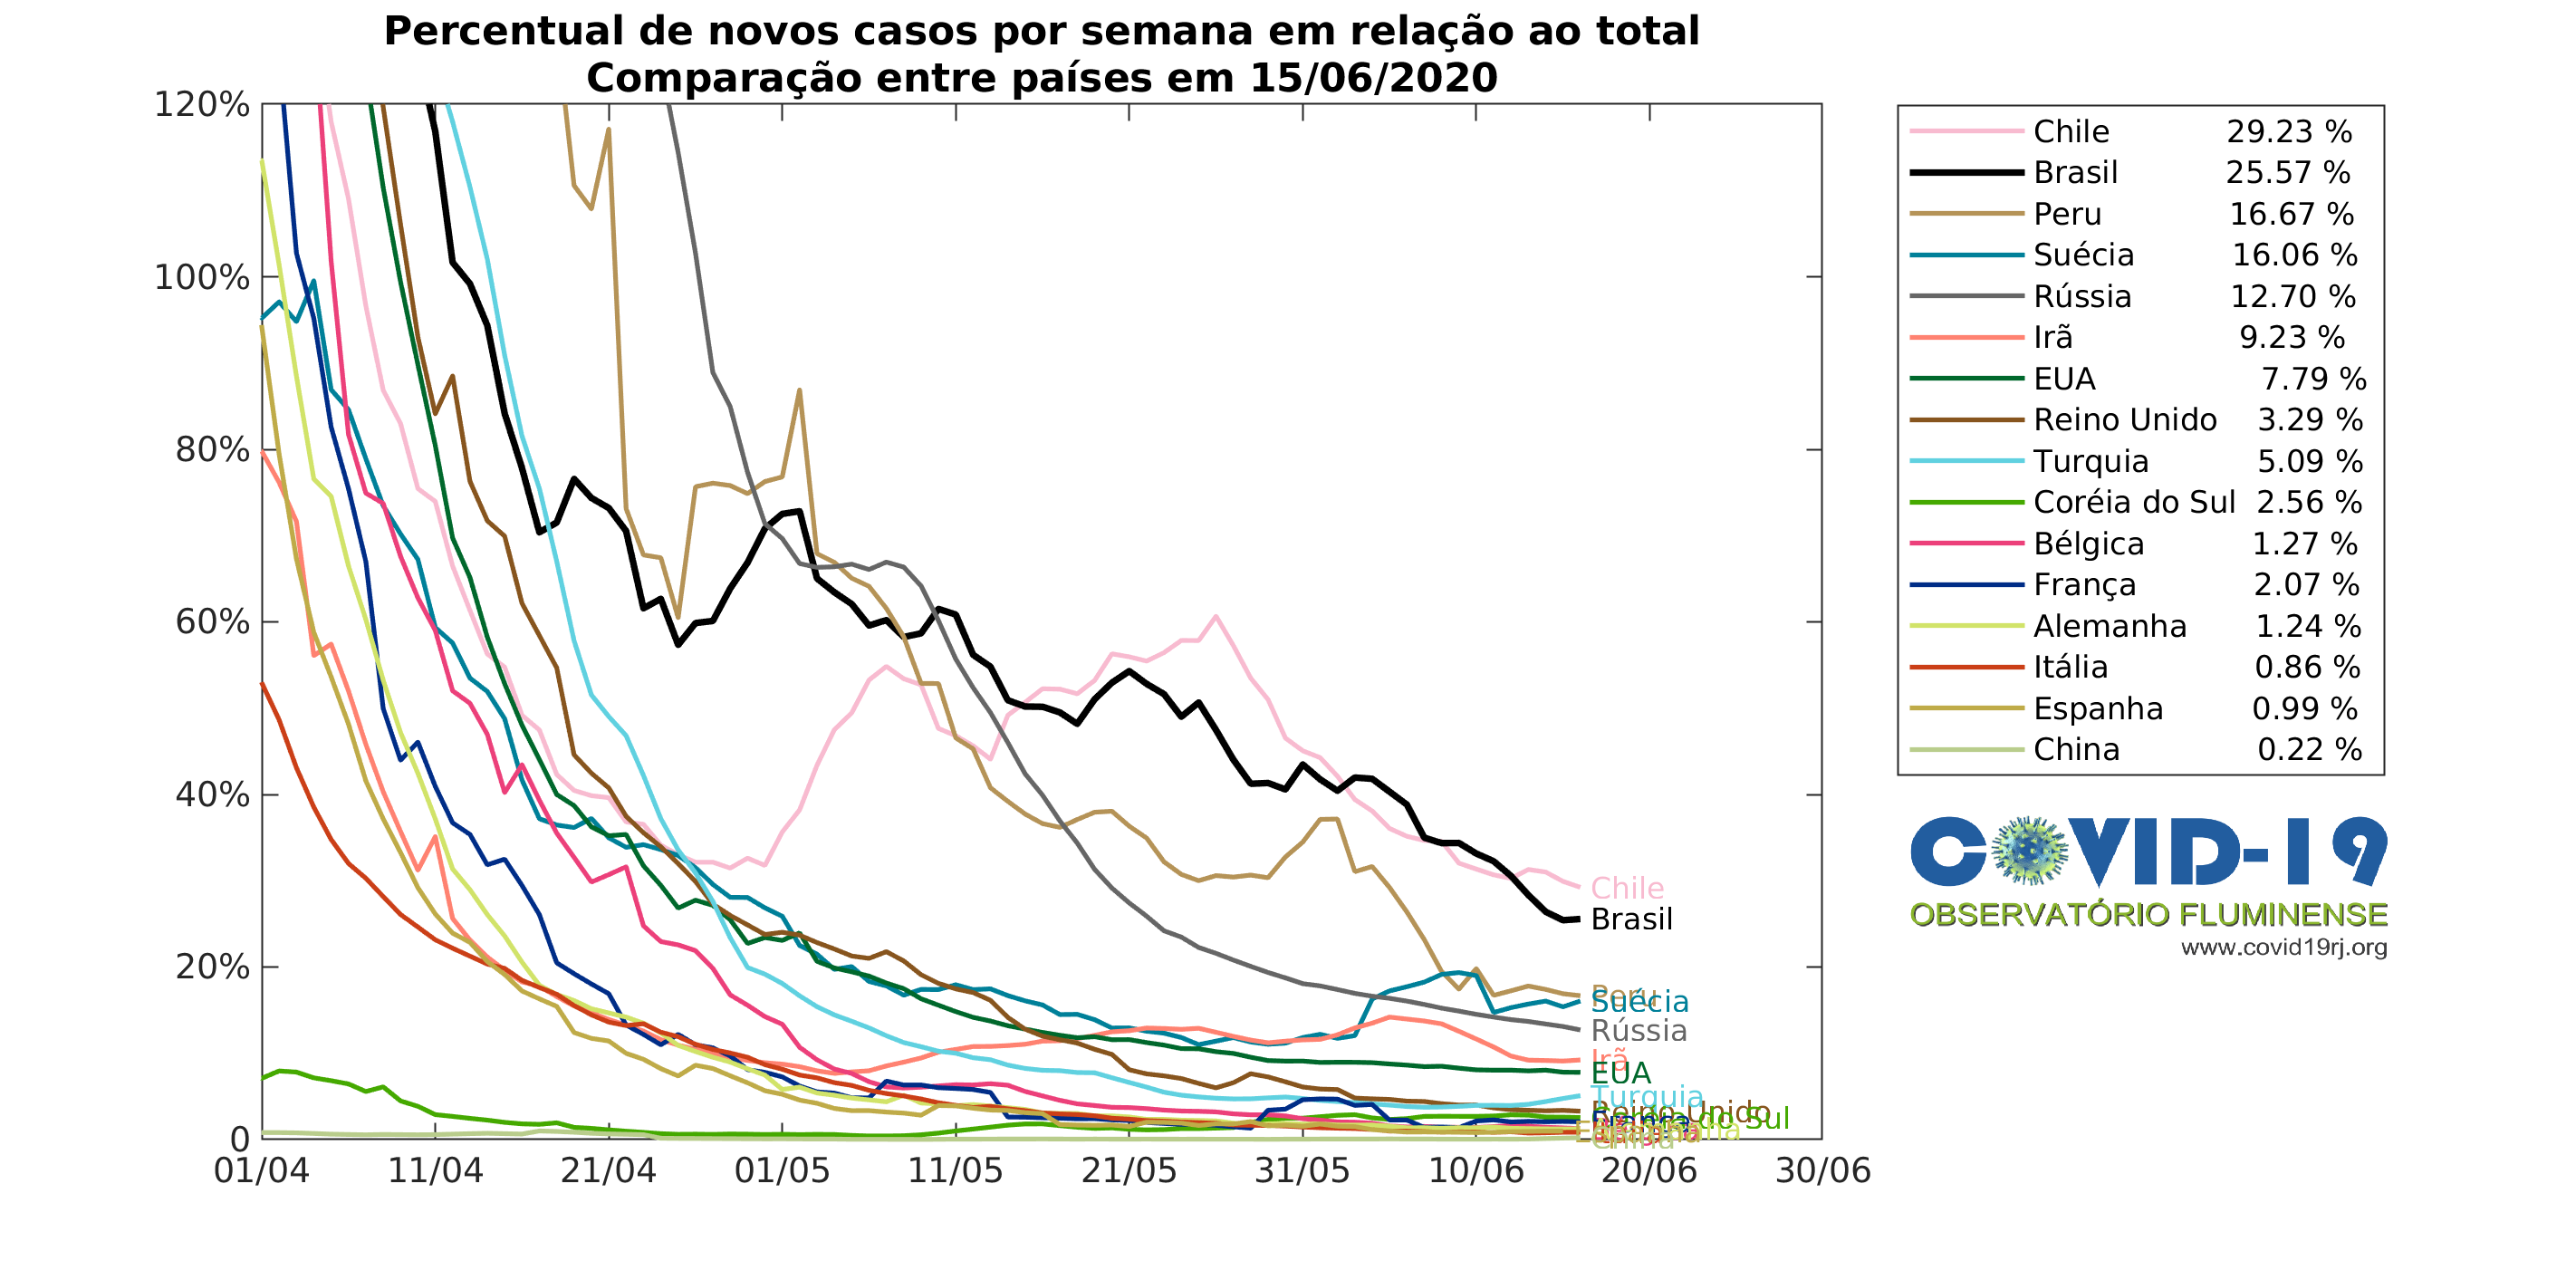 Percentual de novos casos por semana em relação ao total
Comparação entre países em 15/06/2020
120%
100%
80%
60%
40%
20%
0
01/04 11/04 21/04 01/05 11/05 21/05 31/05 10/06 20/06 30/06
Chile
Brasil
Peru
Suécia
Rússia
Irã
EUA
Turquia
Reino Unido
Coréia do Sul
França
Chile 29.23 %
Brasil 25.57 %
Peru 16.67 %
Suécia 16.06 %
Rússia 12.70 %
Irã 9.23 %
EUA 7.79 %
Reino Unido 3.29 %
Turquia 5.09 %
Coréia do Sul 2.56 %
Bélgica 1.27 %
França 2.07 %
Alemanha 1.24 %
Itália 0.86 %
Espanha 0.99 %
China 0.22 %
COVID-19
OBSERVATÓRIO FLUMINENSE
www.covid19rj.org